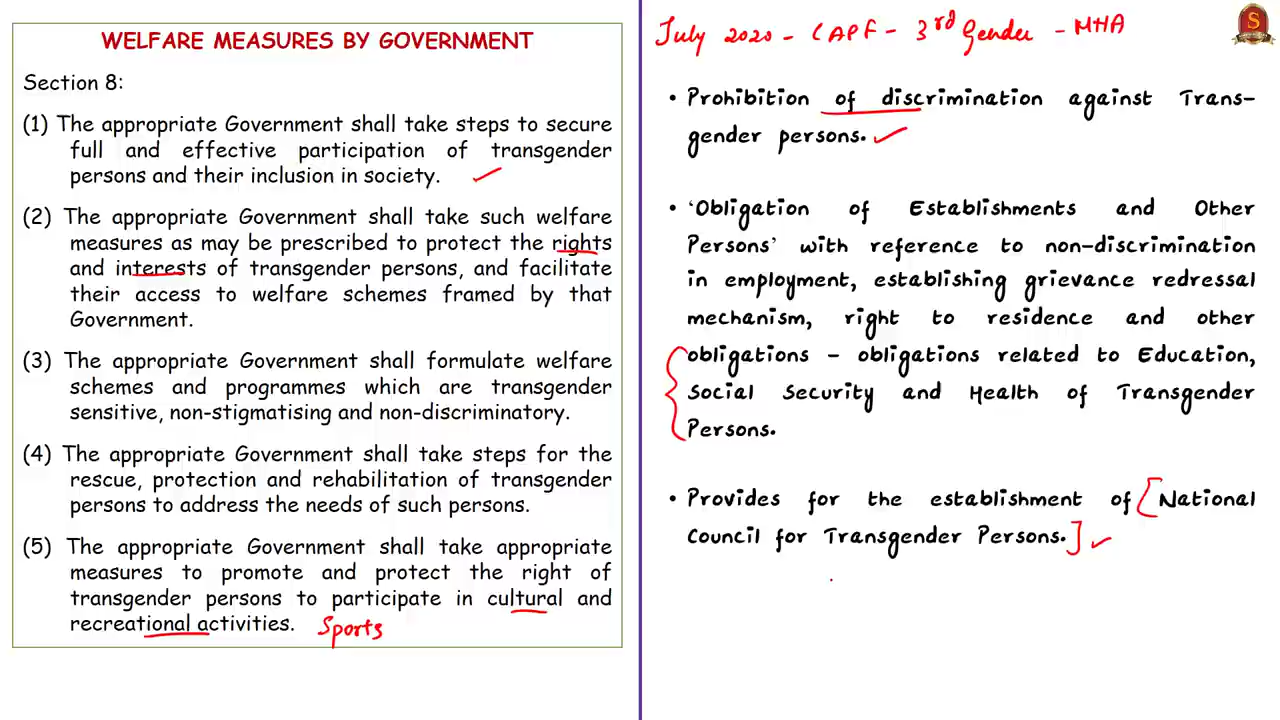 WELFARE MEASURES BY GOVERNMENT
Section 8:
(1) The appropriate Government shall take steps to secure
full and effective participation of transgender
persons and their inclusion in society.
(2) The appropriate Government shall take such welfare
measures as may be prescribed to protect the rights
and interests of transgender persons, and facilitate
their access to welfare schemes framed by that
Government.
(3) The appropriate Government shall formulate welfare
schemes and programmes which are transgender
sensitive, non-stigmatising and non-discriminatory.
(4) The appropriate Government shall take steps for the
rescue, protection and rehabilitation of transgender
persons to address the needs of such persons.
(5) The appropriate Government shall take appropriate
measures to promote and protect the right of
transgender persons to participate in cultural and
recreational activities. Sports
July 2020 - CAPF - 3rd Gender - MHA
• Prohibition of discrimination against Trans-
gender persons.
• ‘Obligation of Establishments and Other
Persons’ with reference to non-discrimination
in employment, establishing grievance redressal
mechanism, right to residence and other
obligations – obligations related to Education,
Social Security and Health of Transgender
Persons.
• Provides for the establishment of [National
Council for Transgender Persons.]
S